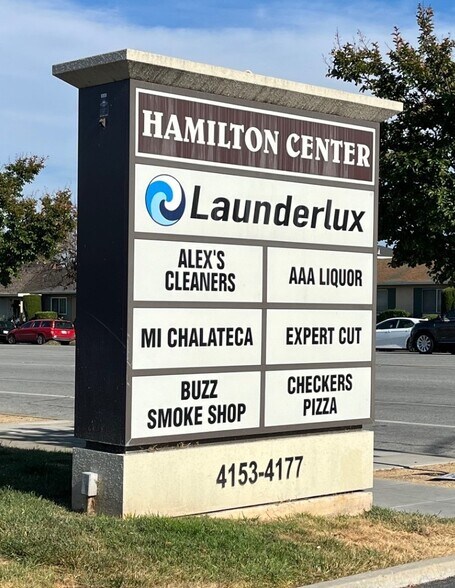 HAMILTON CENTER
Launderlux
ALEX'S
CLEANERS
AAA LIQUOR
MI CHALATECA
EXPERT CUT
BUZZ
SMOKE SHOP
CHECKERS
PIZZA
4153-4177